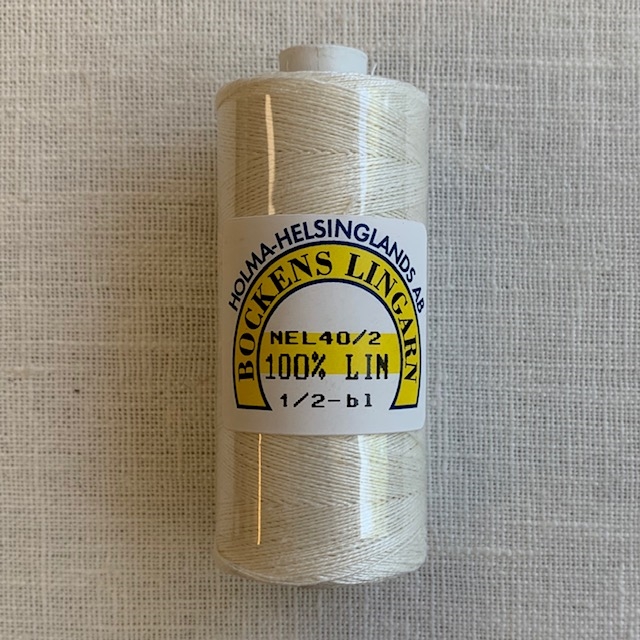 HOLMA-HELSINGLANDS AB
BOCKENS LINGARN
NEL40/2
100% LIN
1/2-bl